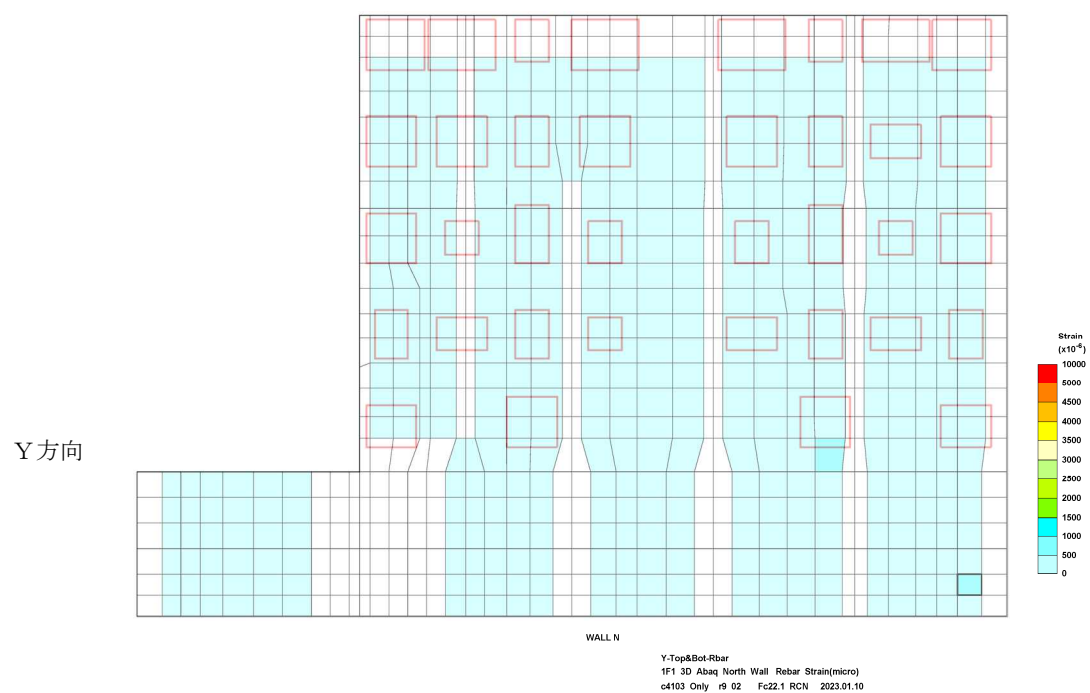 Y方向
Strain
(x10-6)
10000
5000
4500
4000
3500
3000
2500
2000
1500
1000
500
0
WALL N
Y-Top&Bot-Rbar
1F1 3D Abaq North Wall Rebar Strain(micro)
c4103 Only r9 02 Fc22.1 RCN 2023.01.10